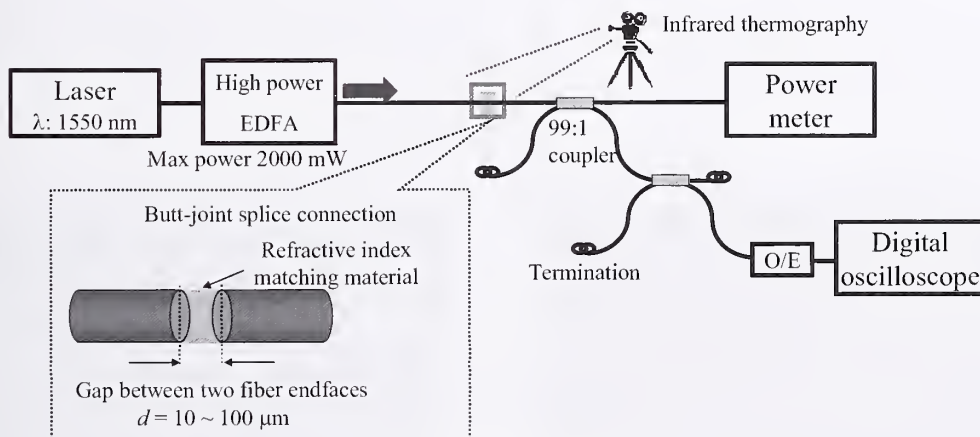 Infrared thermography
Laser
λ: 1550 nm
High power
EDFA
Max power 2000 mW
Power
meter
99:1
coupler
Butt-joint splice connection
Refractive index
matching material
Termination
O/E
Digital
oscilloscope
Gap between two fiber endfaces
d = 10 ~ 100 μm